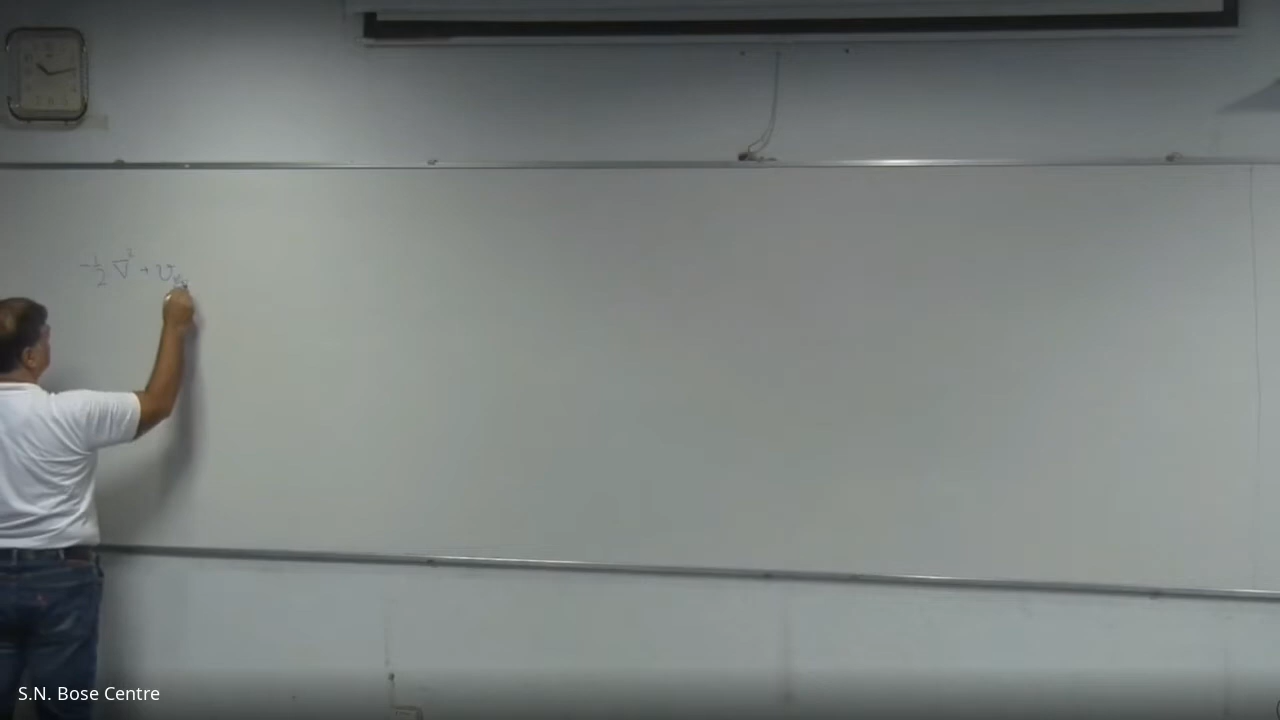 -1/2 ∇² + v
S.N. Bose Centre